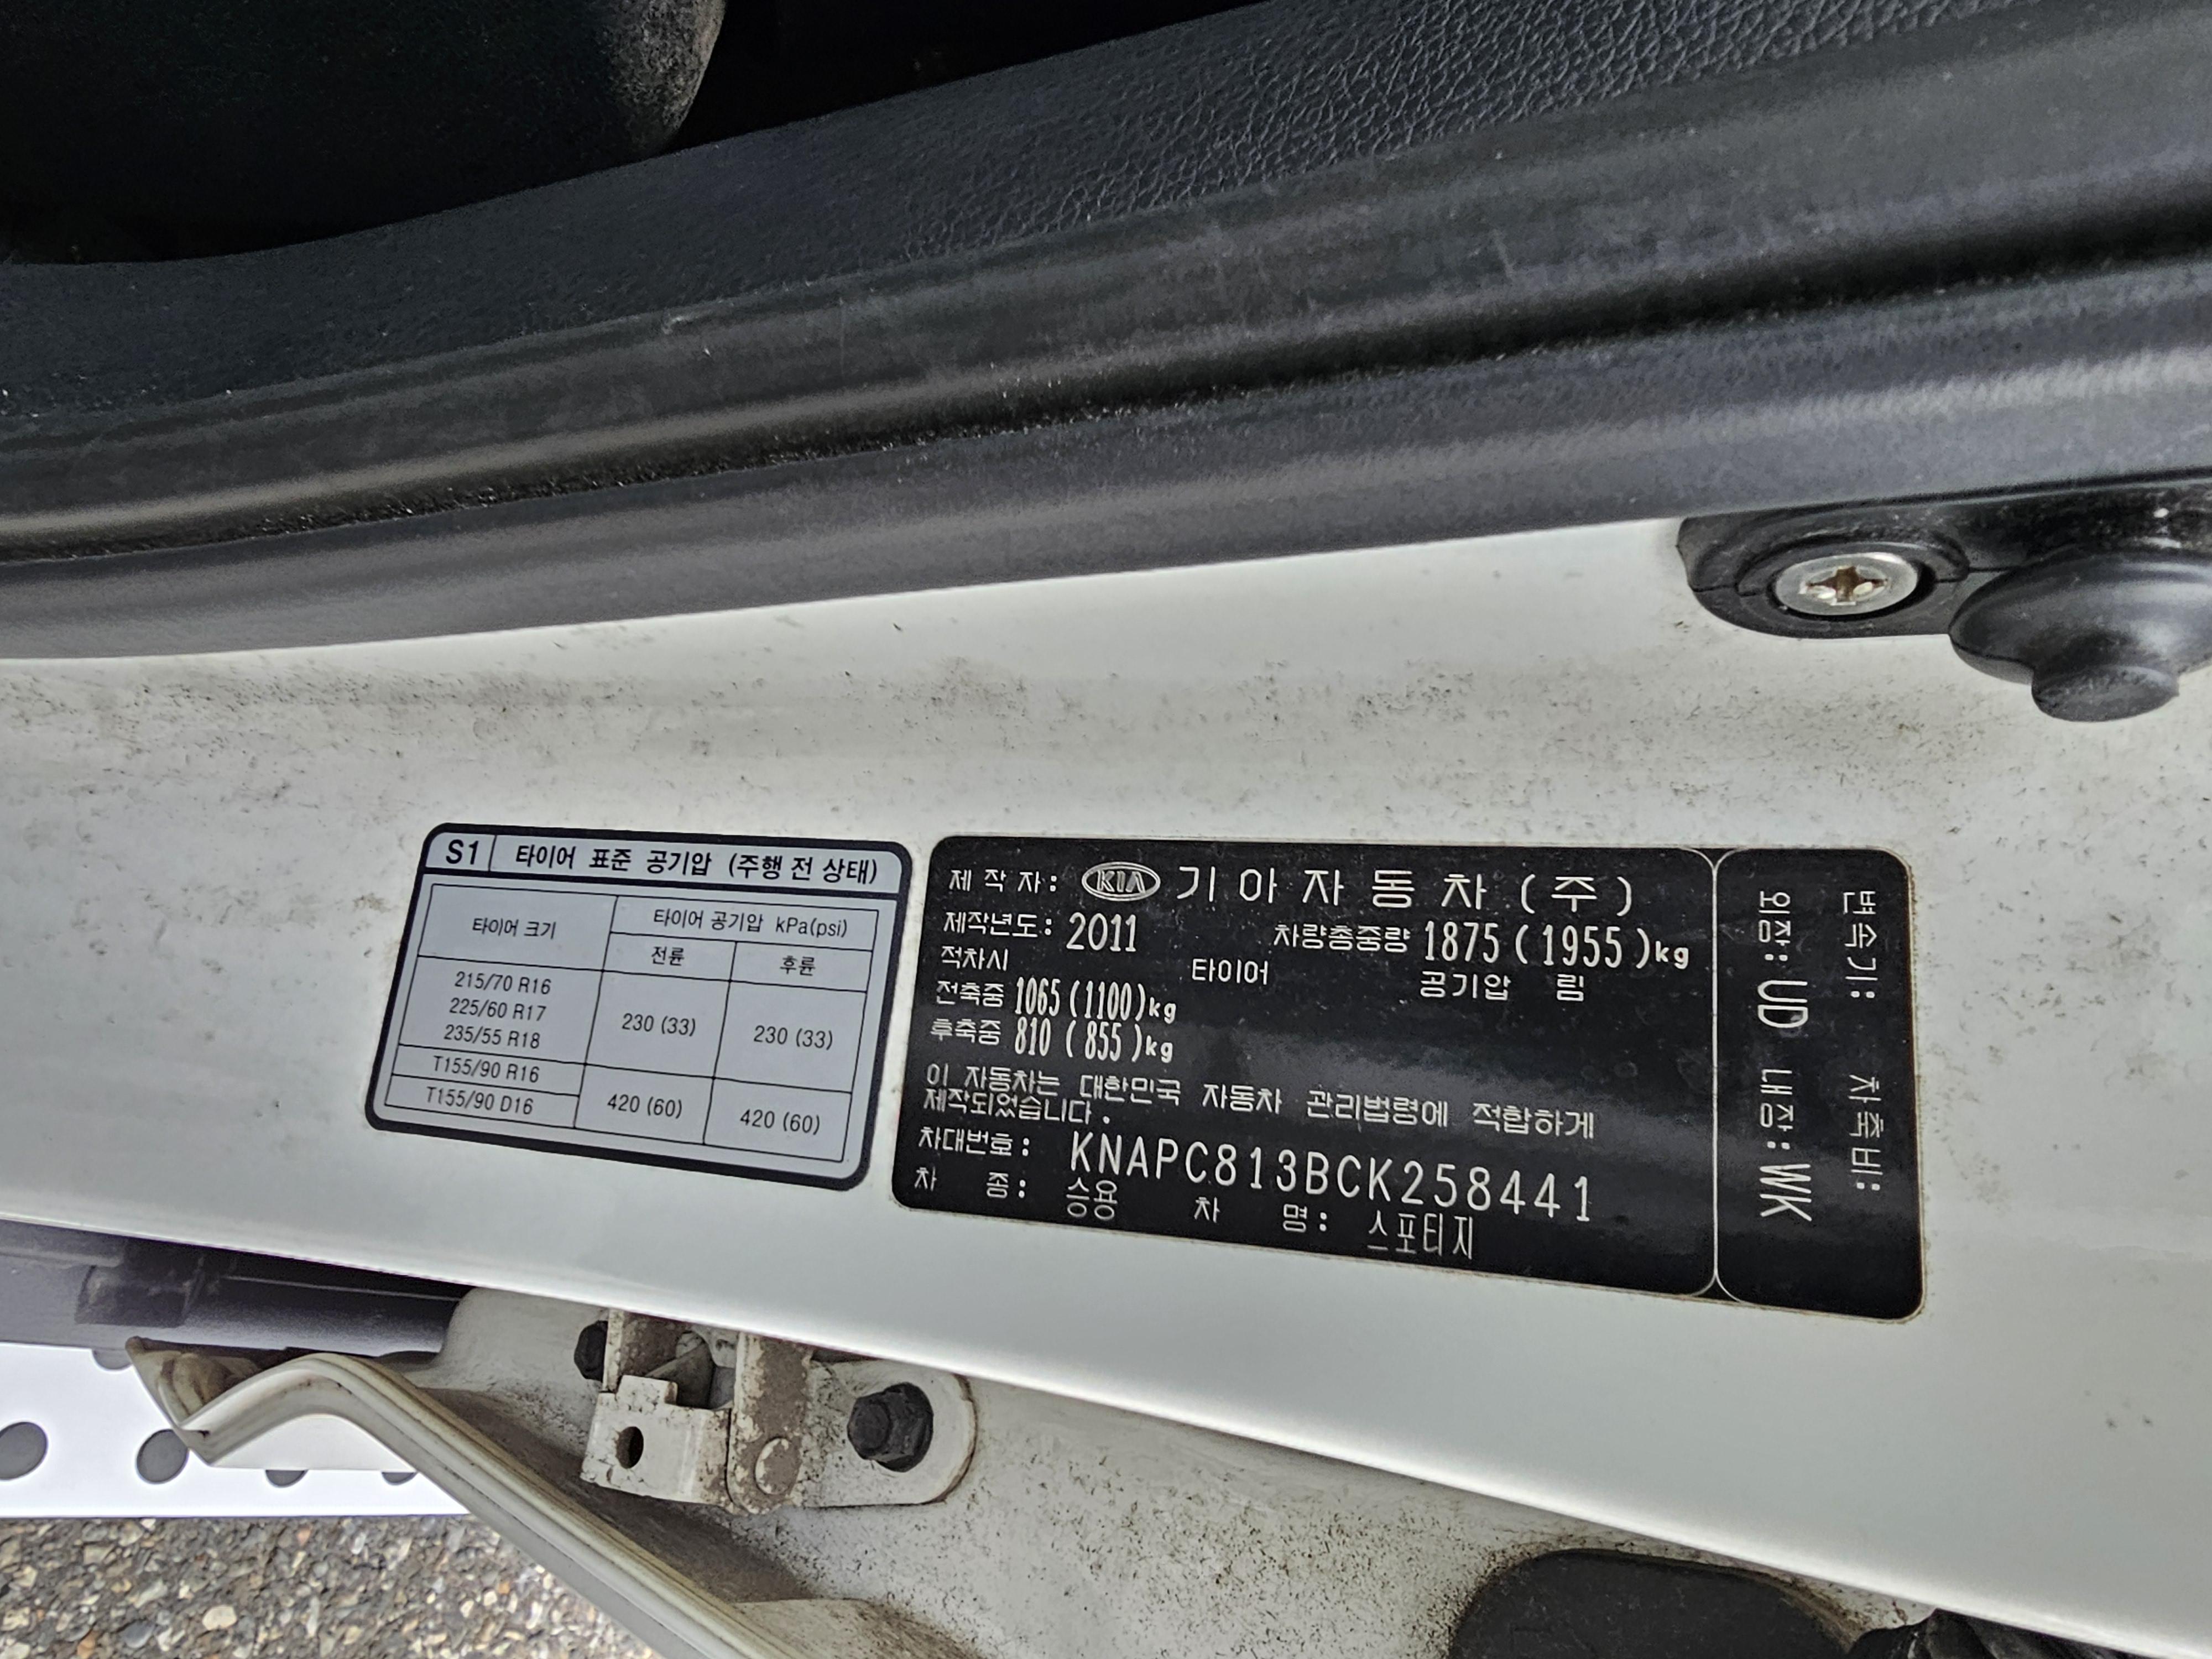 S1 타이어 표준 공기압 (주행 전 상태)
타이어 크기 타이어 공기압 kPa(psi)
전륜 후륜
215/70 R16
225/60 R17
235/55 R18
230 (33) 230 (33)
T155/90 R16
T155/90 D16
420 (60) 420 (60)
제작자: KIA 기아자동차(주)
제작년도: 2011 차량총중량 1875 (1955)kg
적차시 타이어 공기압 림
전축중 1065 (1100)kg
후축중 810 (855)kg
이 자동차는 대한민국 자동차 관리법령에 적합하게
제작되었습니다.
차대번호: KNAPC813BCK258441
차 종: 승용 차 명: 스포티지
변속기: 차축비:
외장: UD 내장: WK